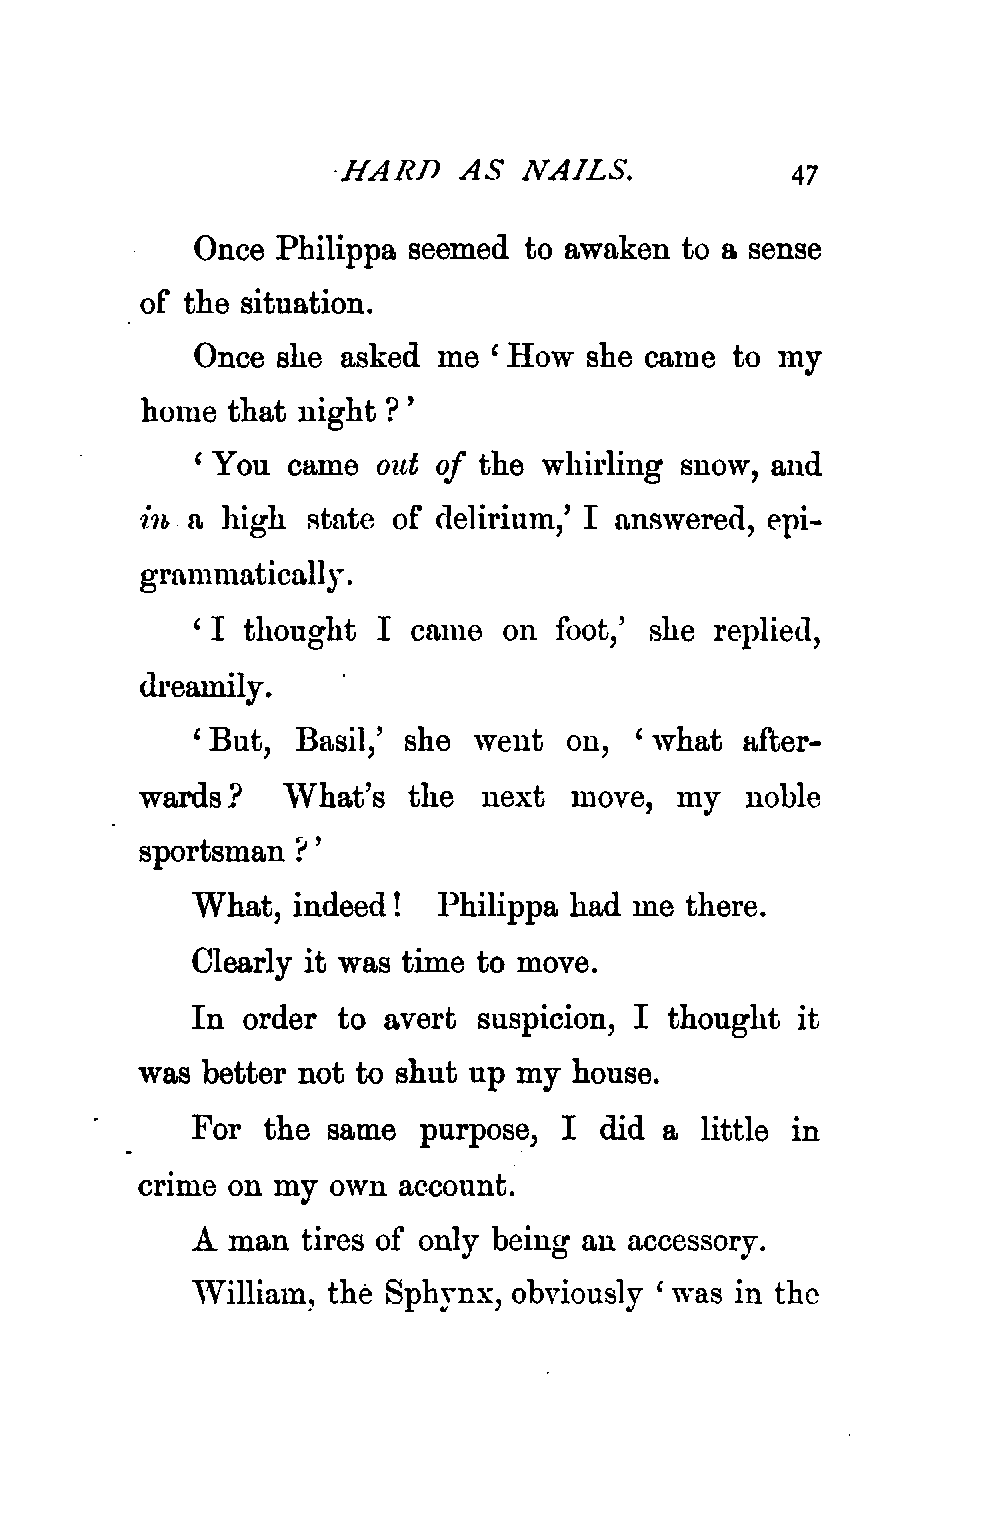 HARD AS NAILS. 47
Once Philippa seemed to awaken to a sense
of the situation.
Once she asked me ‘ How she came to my
home that night ? ’
‘ You came out of the whirling snow, and
in a high state of delirium,’ I answered, epi-
grammatically.
‘ I thought I came on foot,’ she replied,
dreamily.
‘ But, Basil,’ she went on, ‘ what after-
wards ? What’s the next move, my noble
sportsman ? ’
What, indeed ! Philippa had me there.
Clearly it was time to move.
In order to avert suspicion, I thought it
was better not to shut up my house.
For the same purpose, I did a little in
crime on my own account.
A man tires of only being an accessory.
William, the Sphynx, obviously ‘ was in the